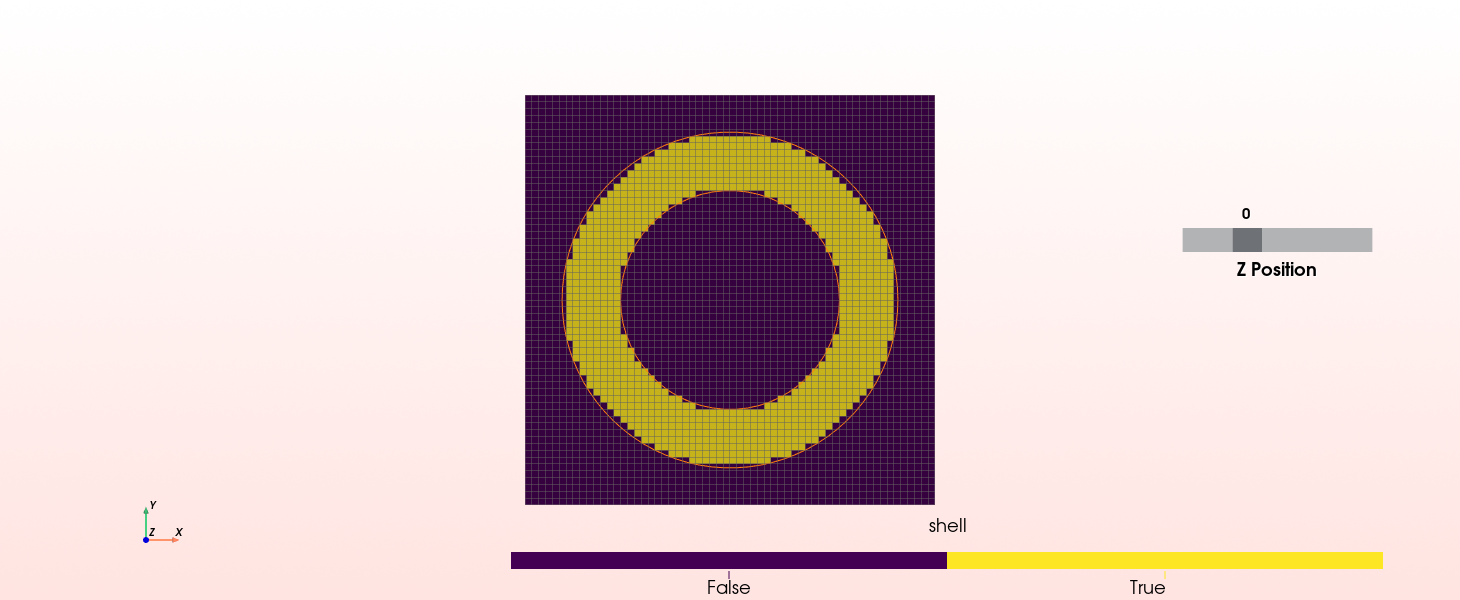 0
Z Position
Y
Z X
shell
False True